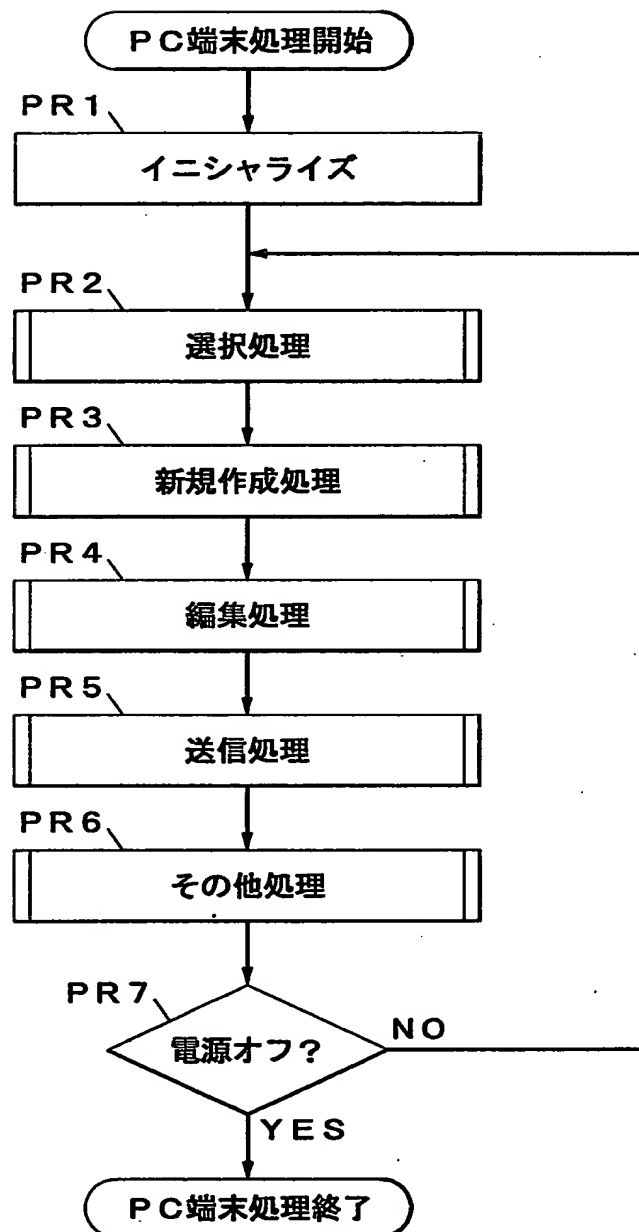 PC端末処理開始
PR1
イニシャライズ
PR2
選択処理
PR3
新規作成処理
PR4
編集処理
PR5
送信処理
PR6
その他処理
PR7
電源オフ?
NO
YES
PC端末処理終了